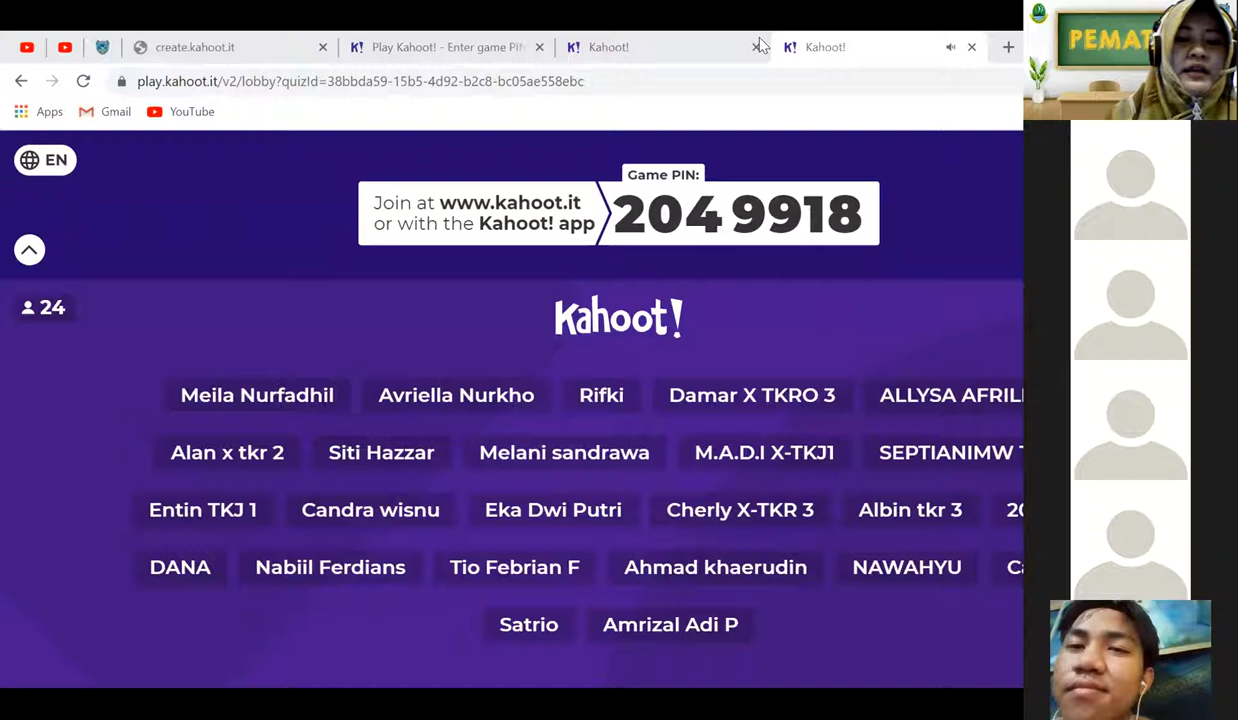 create.kahoot.it
Play Kahoot! - Enter game PIN
Kahoot!
Kahoot!
play.kahoot.it/v2/lobby?quizId=38bbda59-15b5-4d92-b2c8-bc05ae558ebc
Apps
Gmail
YouTube
PEMAT
EN
Join at www.kahoot.it
or with the Kahoot! app
Game PIN:
204 9918
24
Kahoot!
Meila Nurfadhil Avriella Nurkho Rifki Damar X TKRO 3 ALLYSA AFRILI
Alan x tkr 2 Siti Hazzar Melani sandrawa M.A.D.I X-TKJ1 SEPTIANIMW
Entin TKJ 1 Candra wisnu Eka Dwi Putri Cherly X-TKR 3 Albin tkr 3
DANA Nabiil Ferdians Tio Febrian F Ahmad khaerudin NAWAHYU
Satrio Amrizal Adi P